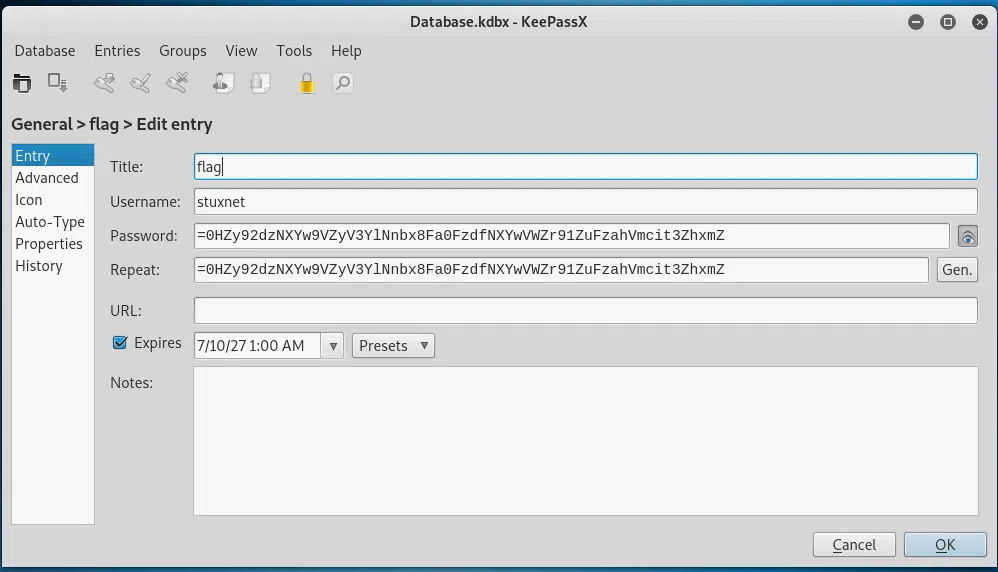 Database.kdbx - KeePassX
Database Entries Groups View Tools Help
General > flag > Edit entry
Entry
Advanced
Icon
Auto-Type
Properties
History
Title: flag
Username: stuxnet
Password: =0HZy92dzNXYw9VZyV3YlNnbx8Fa0FzdfNXYwVWZr91ZuFzahVmcit3ZhxmZ
Repeat: =0HZy92dzNXYw9VZyV3YlNnbx8Fa0FzdfNXYwVWZr91ZuFzahVmcit3ZhxmZ
Gen.
URL:
Expires 7/10/27 1:00 AM Presets
Notes:
Cancel OK